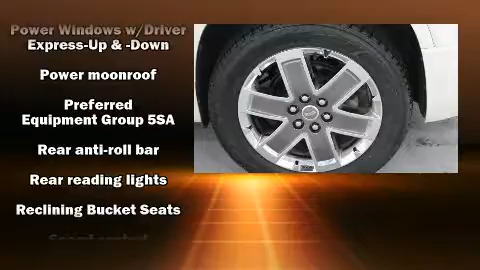 Power Windows w/Driver
Express-Up & -Down
Power moonroof
Preferred
Equipment Group 5SA
Rear anti-roll bar
Rear reading lights
Reclining Bucket Seats